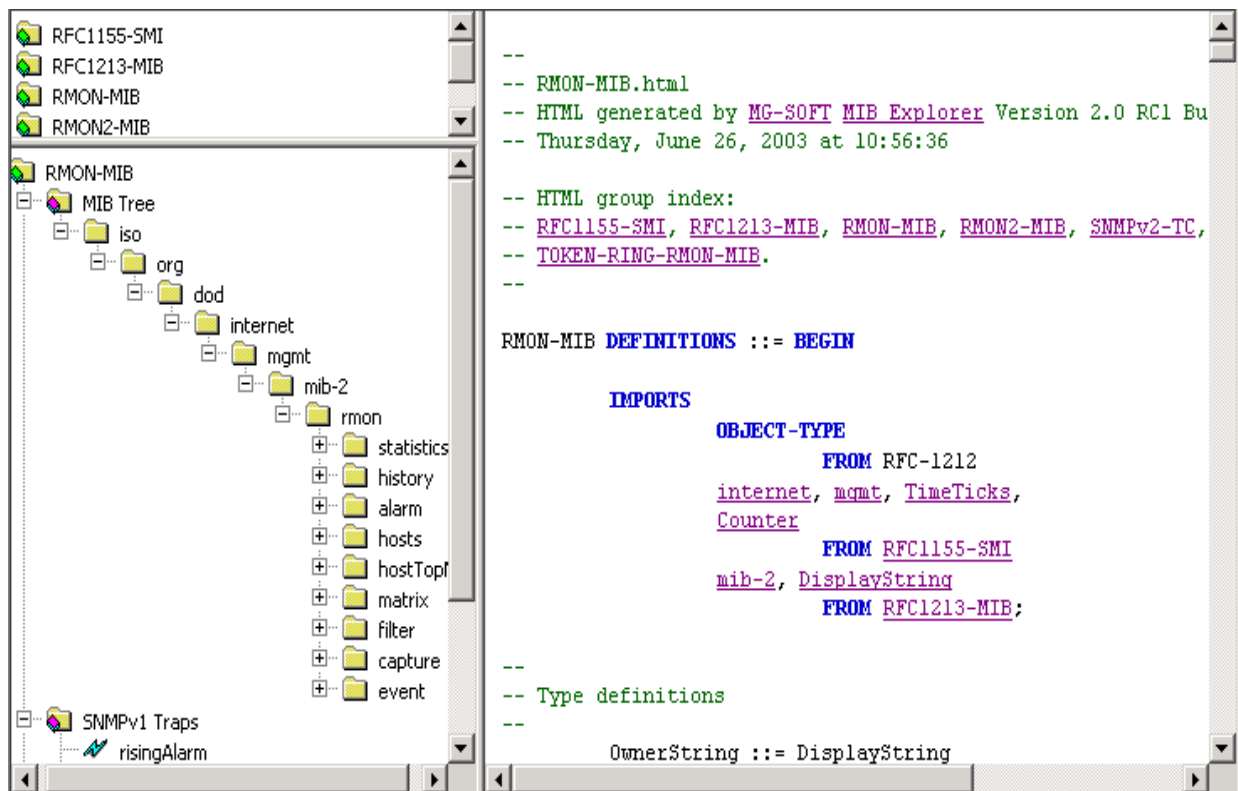 RFC1155-SMI
RFC1213-MIB
RMON-MIB
RMON2-MIB
RMON-MIB
MIB Tree
iso
org
dod
internet
mgmt
mib-2
rmon
statistics
history
alarm
hosts
matrix
filter
capture
event
SNMPv1 Traps
risingAlarm
--
-- RMON-MIB.html
-- HTML generated by MG-SOFT MIB Explorer Version 2.0 RC1 Bu
-- Thursday, June 26, 2003 at 10:56:36
-- HTML group index:
-- RFC1155-SMI, RFC1213-MIB, RMON-MIB, RMON2-MIB, SNMPv2-TC,
-- TOKEN-RING-RMON-MIB.
--
RMON-MIB DEFINITIONS ::= BEGIN
IMPORTS
OBJECT-TYPE
FROM RFC-1212
internet, mgmt, TimeTicks,
Counter
FROM RFC1155-SMI
mib-2, DisplayString
FROM RFC1213-MIB;
--
-- Type definitions
--
OwnerString ::= DisplayString